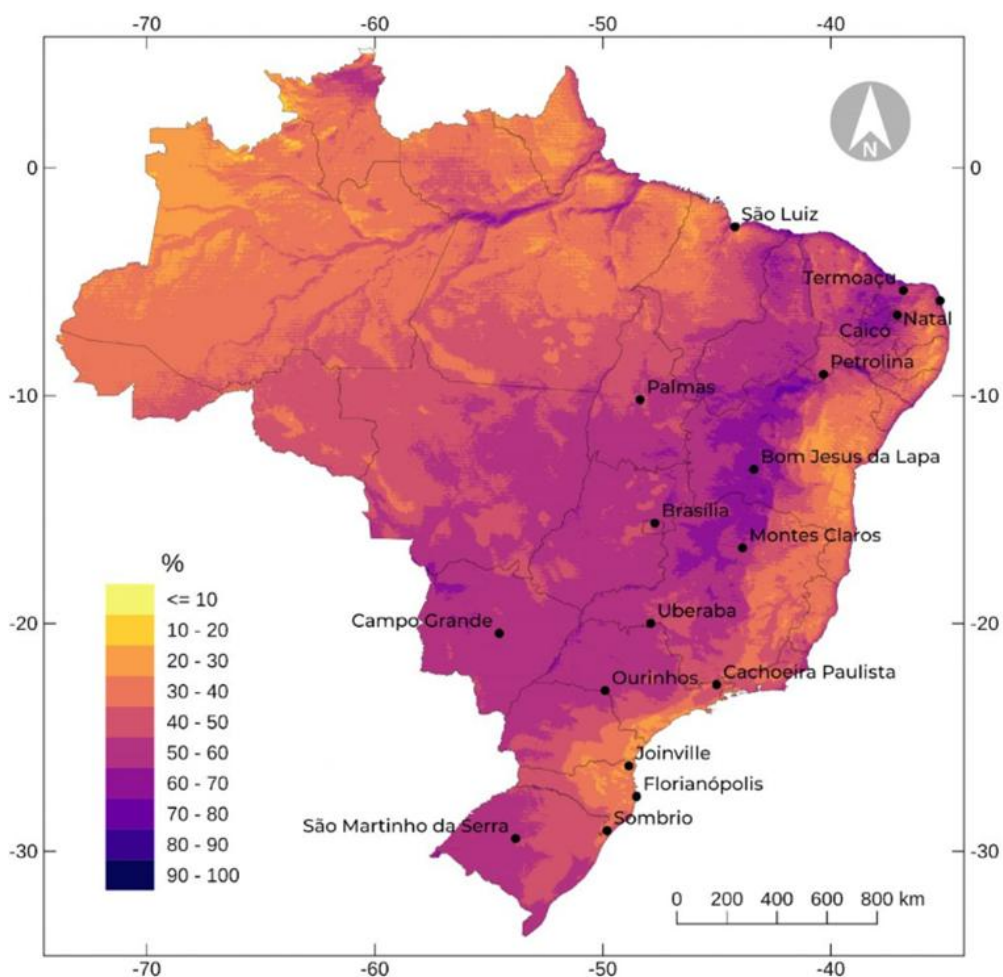 -70 -60 -50 -40
0 0
São Luiz
Termoaçu
Natal
Caicó
Petrolina
Palmas
-10 -10
Bom Jesus da Lapa
Brasília
Montes Claros
%
<= 10
10 - 20
20 - 30
30 - 40
40 - 50
50 - 60
60 - 70
70 - 80
80 - 90
90 - 100
Uberaba
Campo Grande
-20 -20
Cachoeira Paulista
Ourinhos
Joinville
Florianópolis
Sombrio
São Martinho da Serra
-30 -30
0 200 400 600 800 km
-70 -60 -50 -40
N